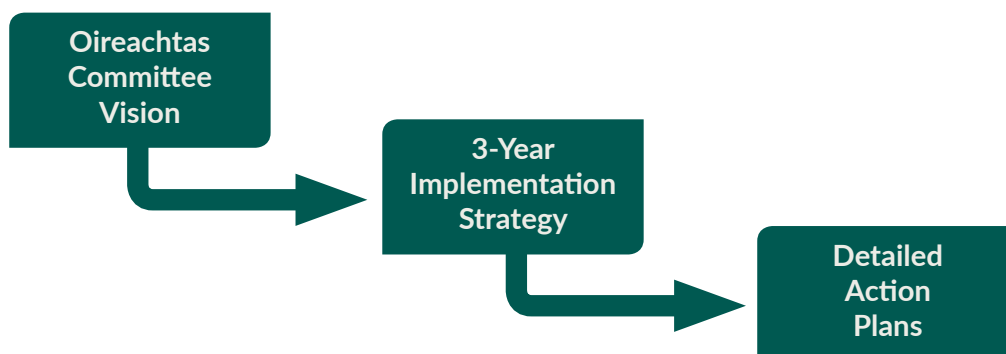 Oireachtas
Committee
Vision
3-Year
Implementation
Strategy
Detailed
Action
Plans